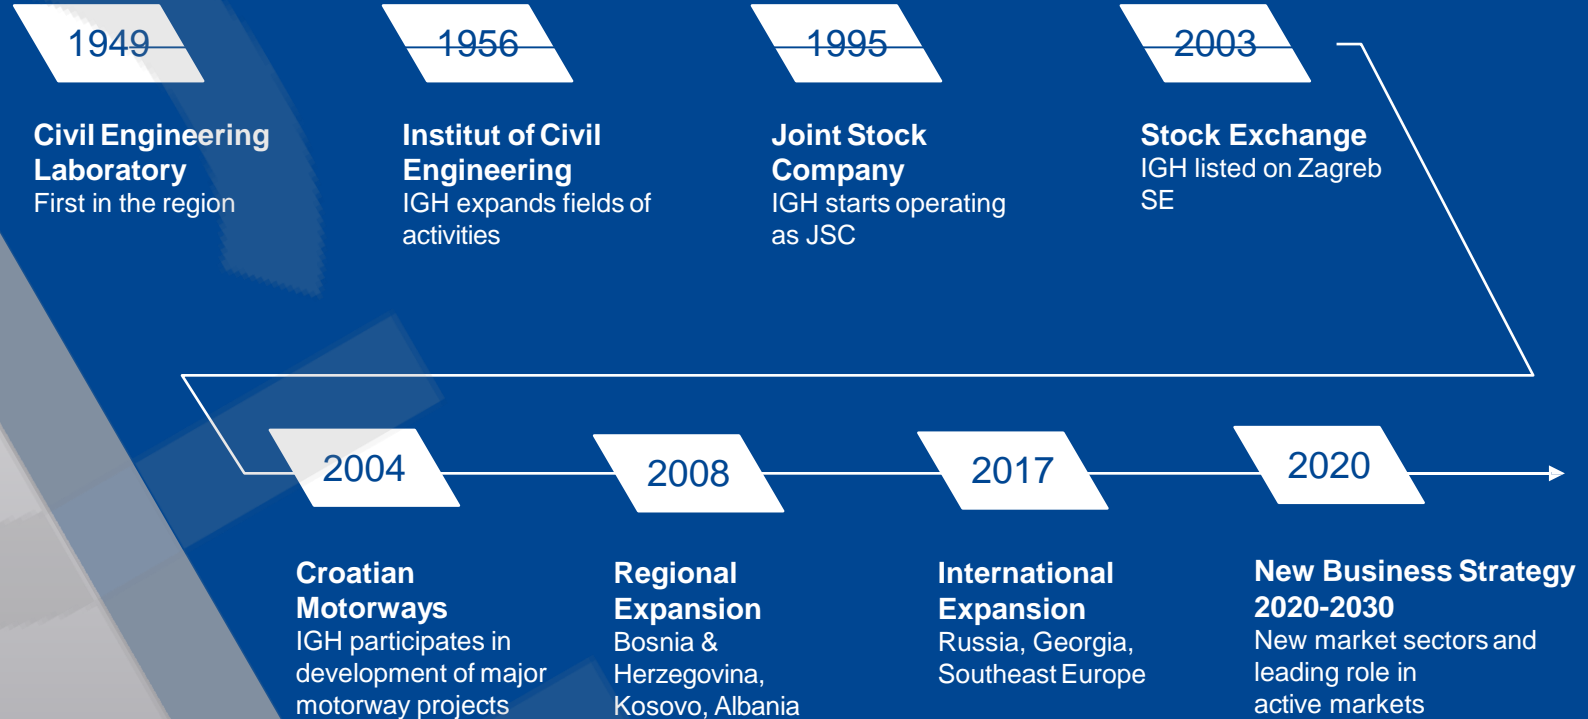 1949
Civil Engineering
Laboratory
First in the region
1956
Institut of Civil
Engineering
IGH expands fields of
activities
1995
Joint Stock
Company
IGH starts operating
as JSC
2003
Stock Exchange
IGH listed on Zagreb
SE
2004
Croatian
Motorways
IGH participates in
development of major
motorway projects
2008
Regional
Expansion
Bosnia &
Herzegovina,
Kosovo, Albania
2017
International
Expansion
Russia, Georgia,
Southeast Europe
2020
New Business Strategy
2020-2030
New market sectors and
leading role in
active markets